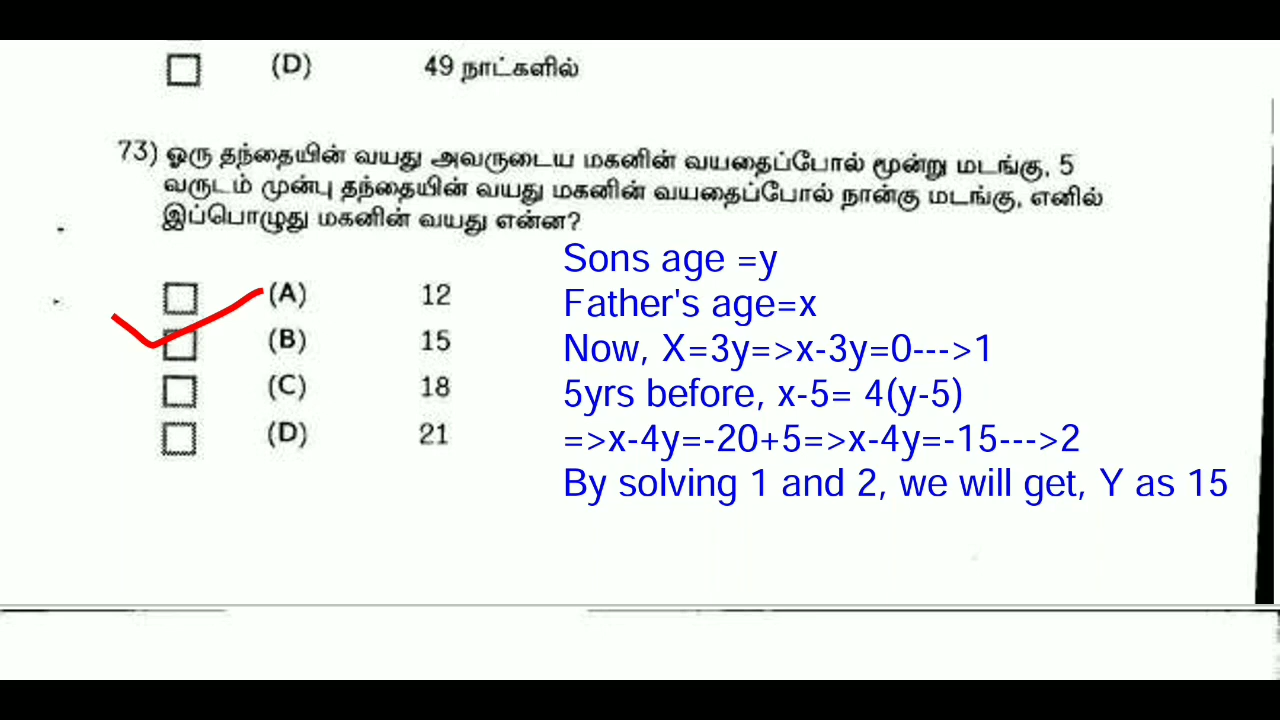 (D) 49 நாட்களில்
73) ஒரு தந்தையின் வயது அவருடைய மகனின் வயதைப்போல் மூன்று மடங்கு, 5
வருடம் முன்பு தந்தையின் வயது மகனின் வயதைப்போல் நான்கு மடங்கு, எனில்
இப்பொழுது மகனின் வயது என்ன?
(A) 12
(B) 15
(C) 18
(D) 21
Sons age =y
Father's age=x
Now, X=3y=>x-3y=0--->1
5yrs before, x-5= 4(y-5)
=>x-4y=-20+5=>x-4y=-15--->2
By solving 1 and 2, we will get, Y as 15